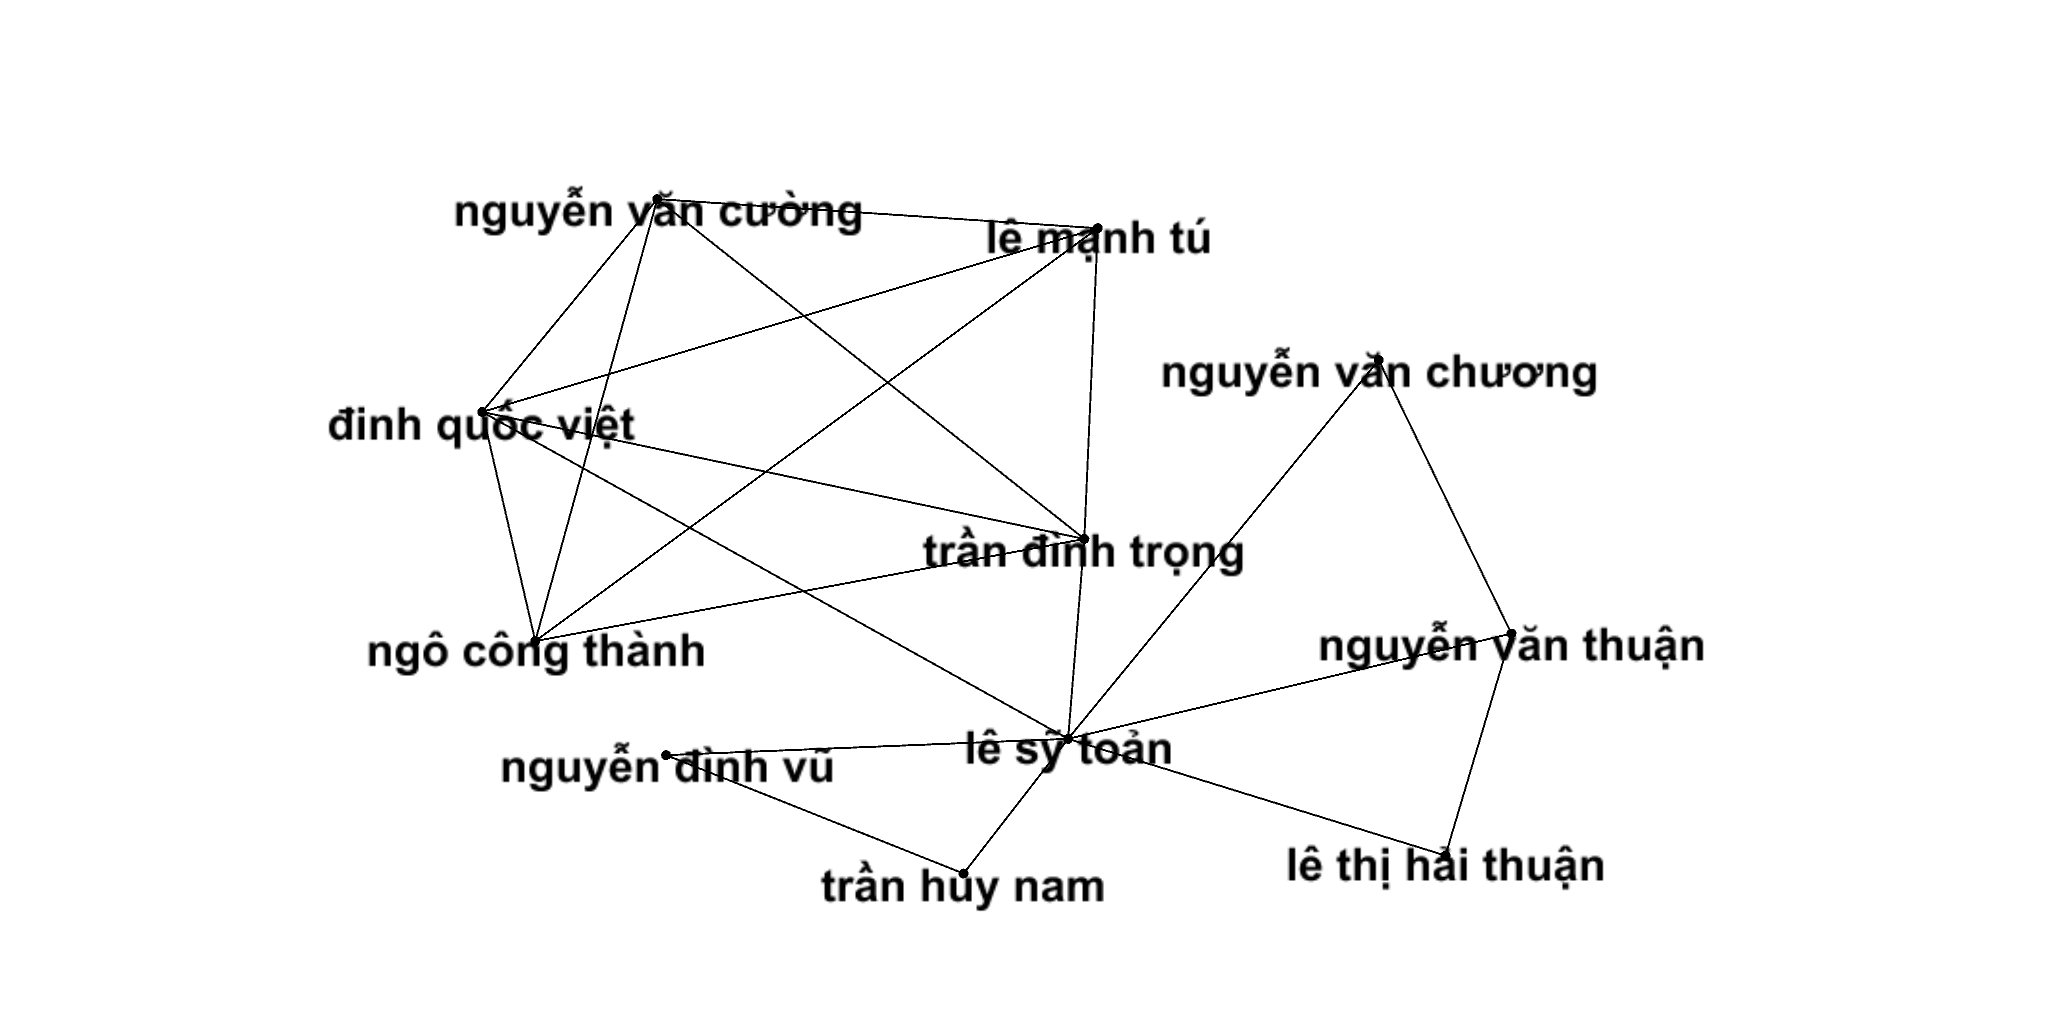 nguyễn văn cường
lê mạnh tú
nguyễn văn chương
đinh quốc việt
trần đình trọng
ngô công thành
nguyễn văn thuận
lê sỹ toản
nguyễn đình vũ
lê thị hải thuận
trần huy nam